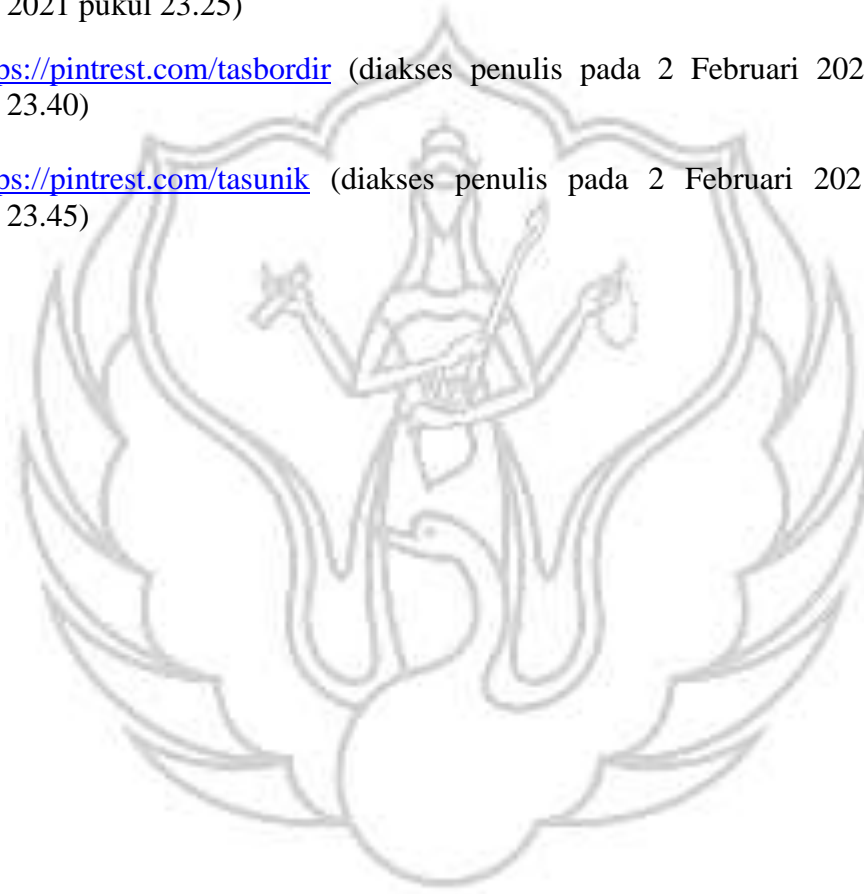 2021 pukul 23.25)
ps://pintrest.com/tasbordir (diakses penulis pada 2 Februari 202
23.40)
ps://pintrest.com/tasunik (diakses penulis pada 2 Februari 202
23.45)